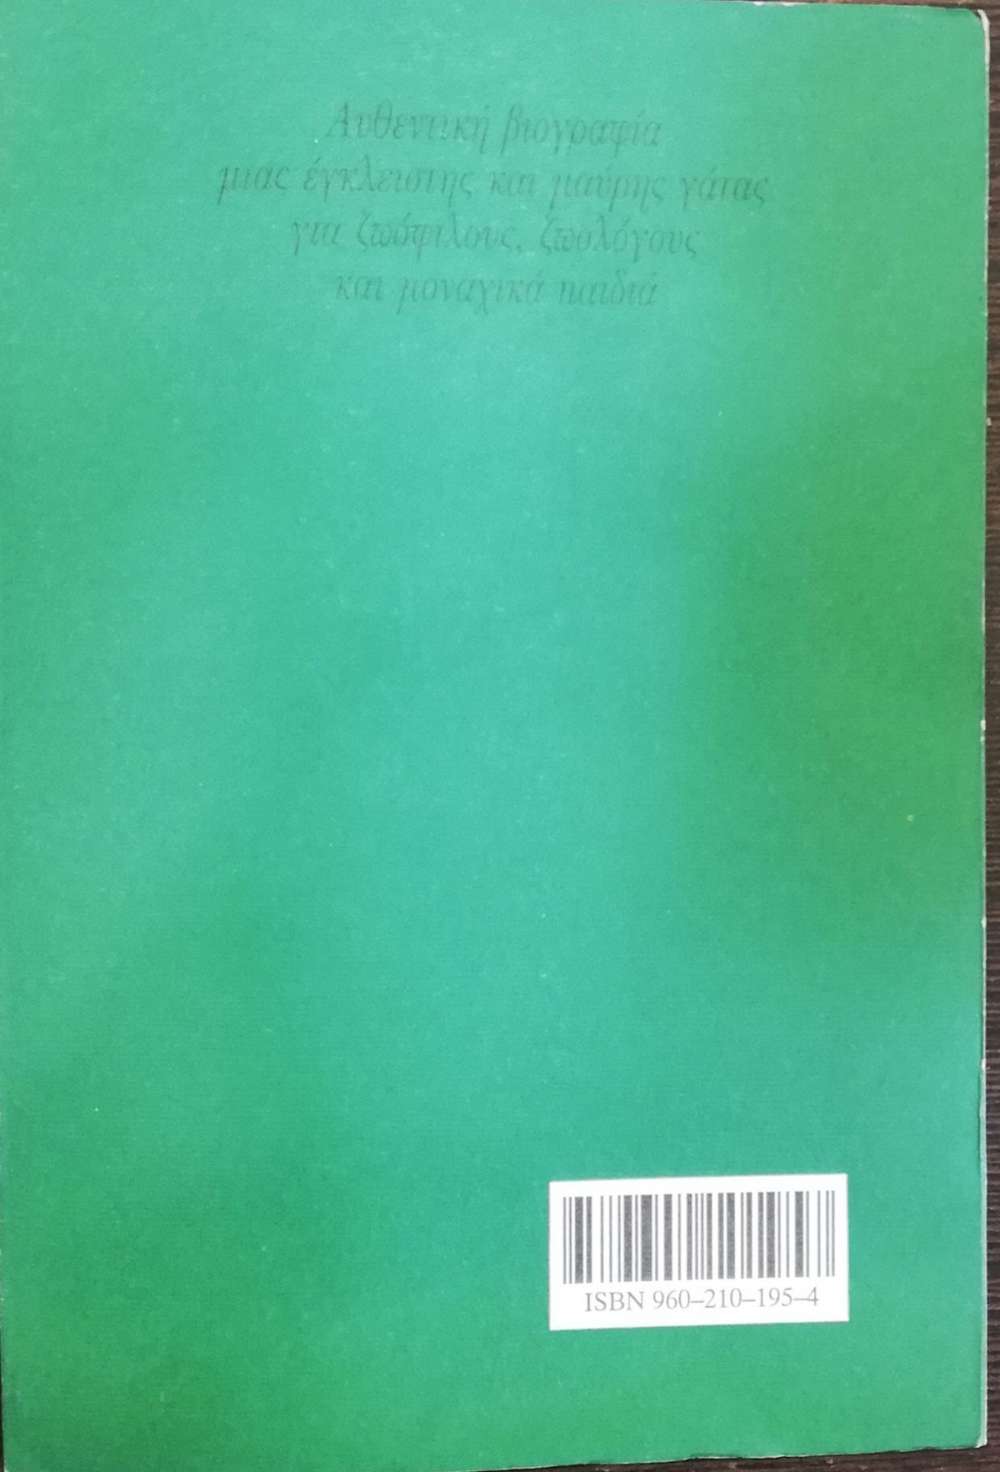 Αυθεντική βιογραφία
μιας έγκλειστης και μαύρης γάτας
για ζωόφιλους, ζωολόγους
και μοναχικά παιδιά
ISBN 960–210–195–4